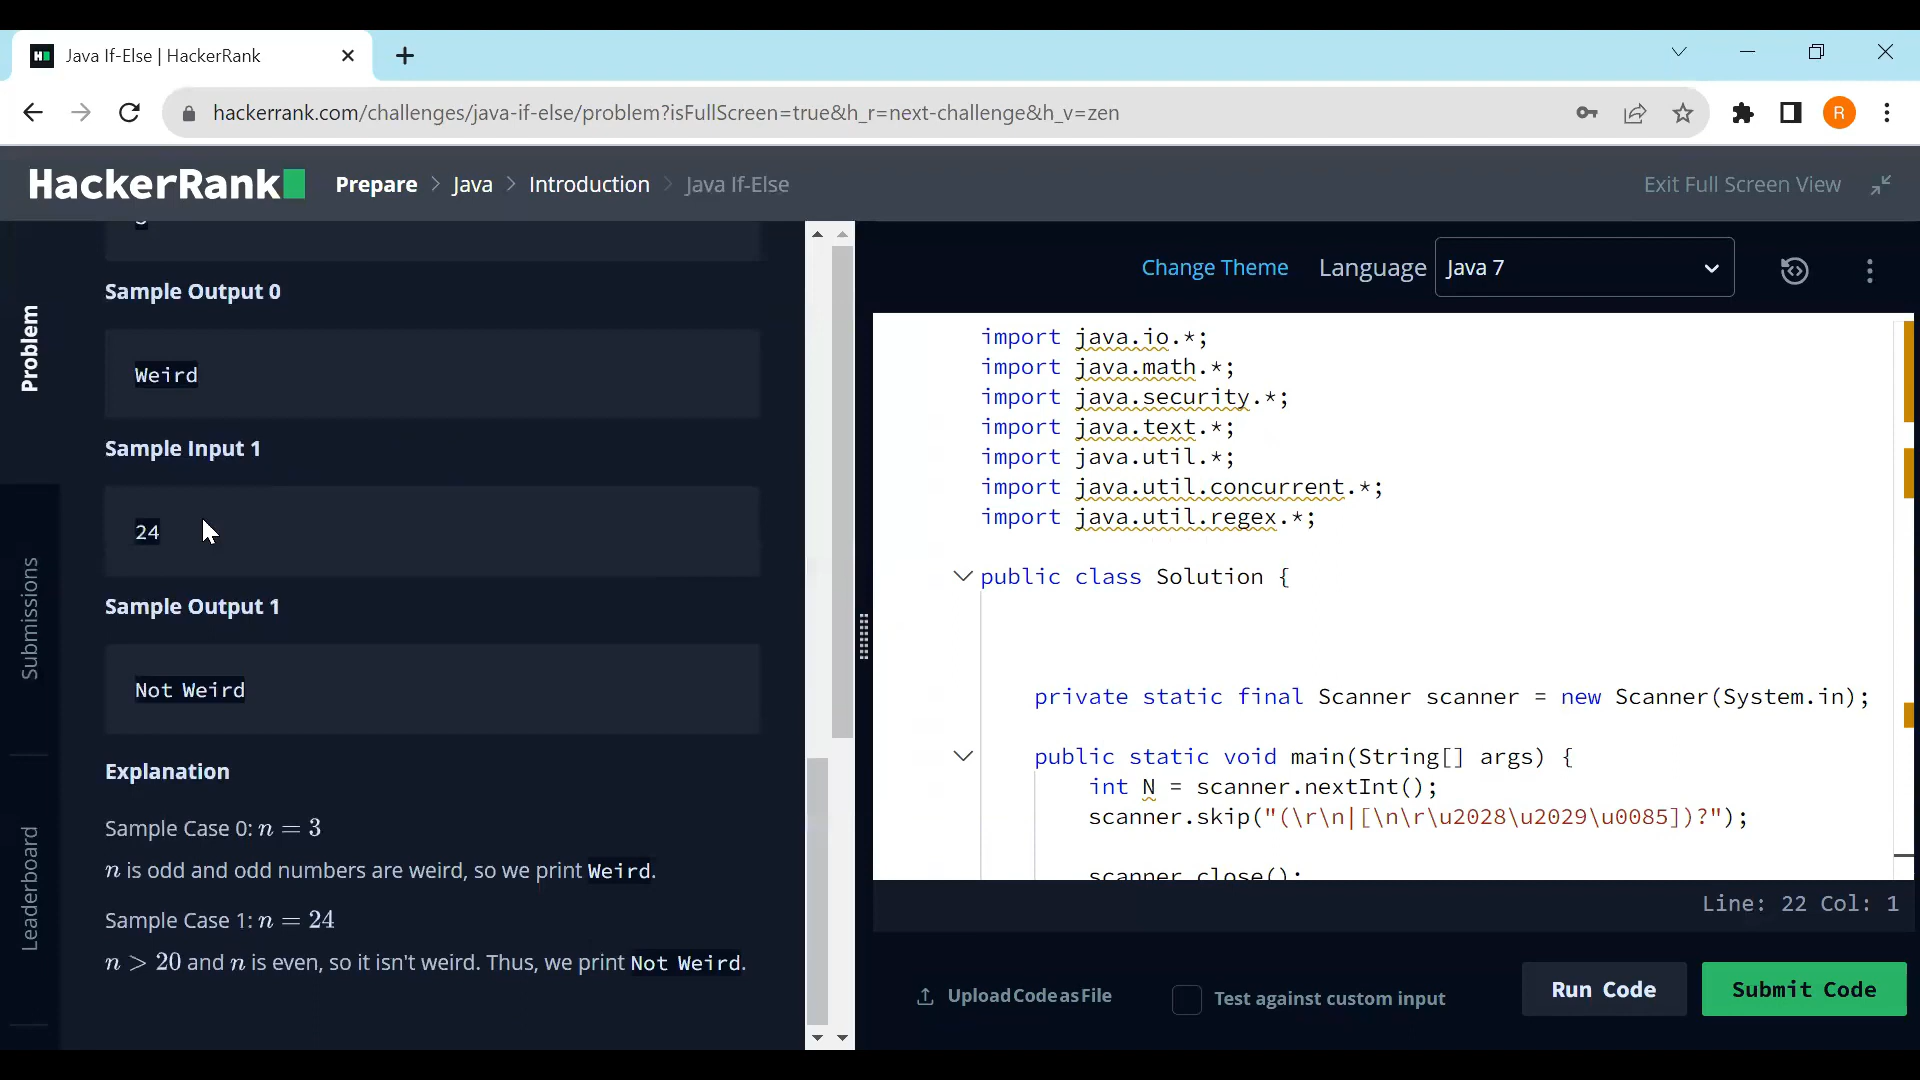 Java If-Else | HackerRank
hackerrank.com/challenges/java-if-else/problem?isFullScreen=true&h_r=next-challenge&h_v=zen
R
HackerRank
Prepare > Java > Introduction > Java If-Else
Exit Full Screen View
Problem
Submissions
Leaderboard
Sample Output 0
Weird
Sample Input 1
24
Sample Output 1
Not Weird
Explanation
Sample Case 0: n = 3
n is odd and odd numbers are weird, so we print Weird.
Sample Case 1: n = 24
n > 20 and n is even, so it isn't weird. Thus, we print Not Weird.
Change Theme
Language
Java 7
import java.io.*;
import java.math.*;
import java.security.*;
import java.text.*;
import java.util.*;
import java.util.concurrent.*;
import java.util.regex.*;
public class Solution {
private static final Scanner scanner = new Scanner(System.in);
public static void main(String[] args) {
int N = scanner.nextInt();
scanner.skip("(\r\n|[\n\r\u2028\u2029\u0085])?");
scanner.close();
Line: 22 Col: 1
Upload Code as File
Test against custom input
Run Code
Submit Code